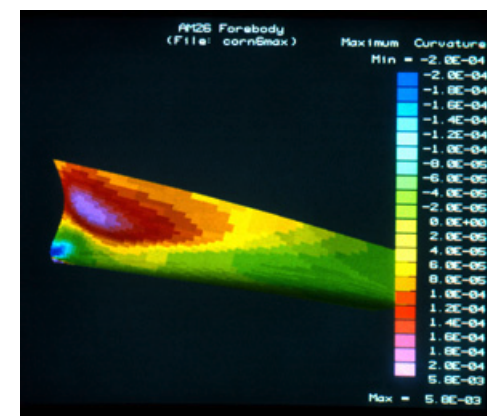 AM26 Forebody
(File: corn6max)
Maximum Curvature
Min = -2.0E-04
-2.0E-04
-1.8E-04
-1.6E-04
-1.4E-04
-1.2E-04
-1.0E-04
-8.0E-05
-6.0E-05
-4.0E-05
-2.0E-05
0.0E+00
2.0E-05
4.0E-05
6.0E-05
8.0E-05
1.0E-04
1.2E-04
1.4E-04
1.6E-04
1.8E-04
2.0E-04
5.8E-03
Max = 5.8E-03